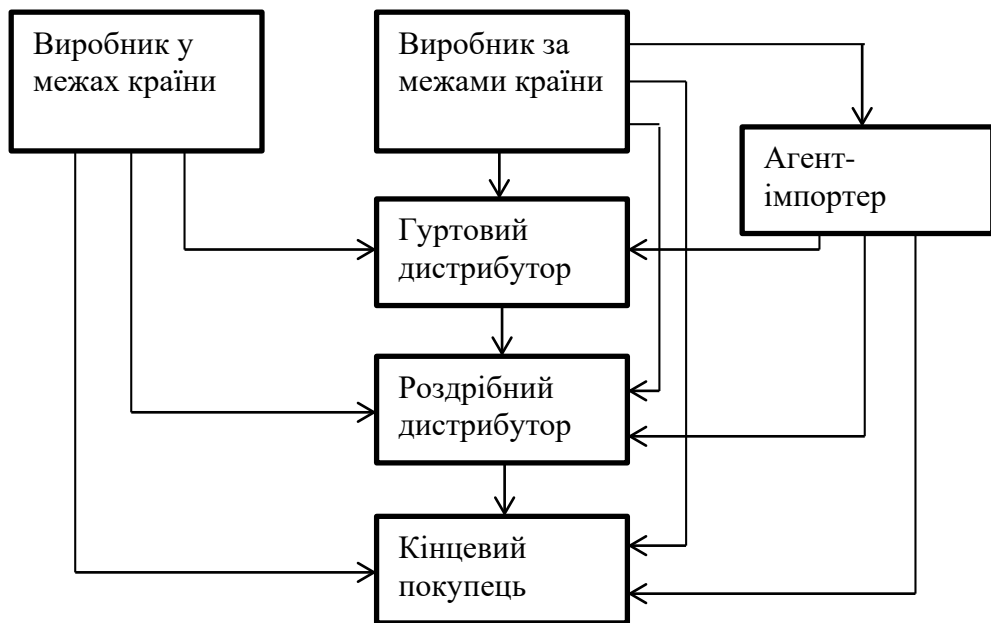 Виробник у
межах країни
Виробник за
межами країни
Агент-
імпортер
Гуртовий
дистрибутор
Роздрібний
дистрибутор
Кінцевий
покупець